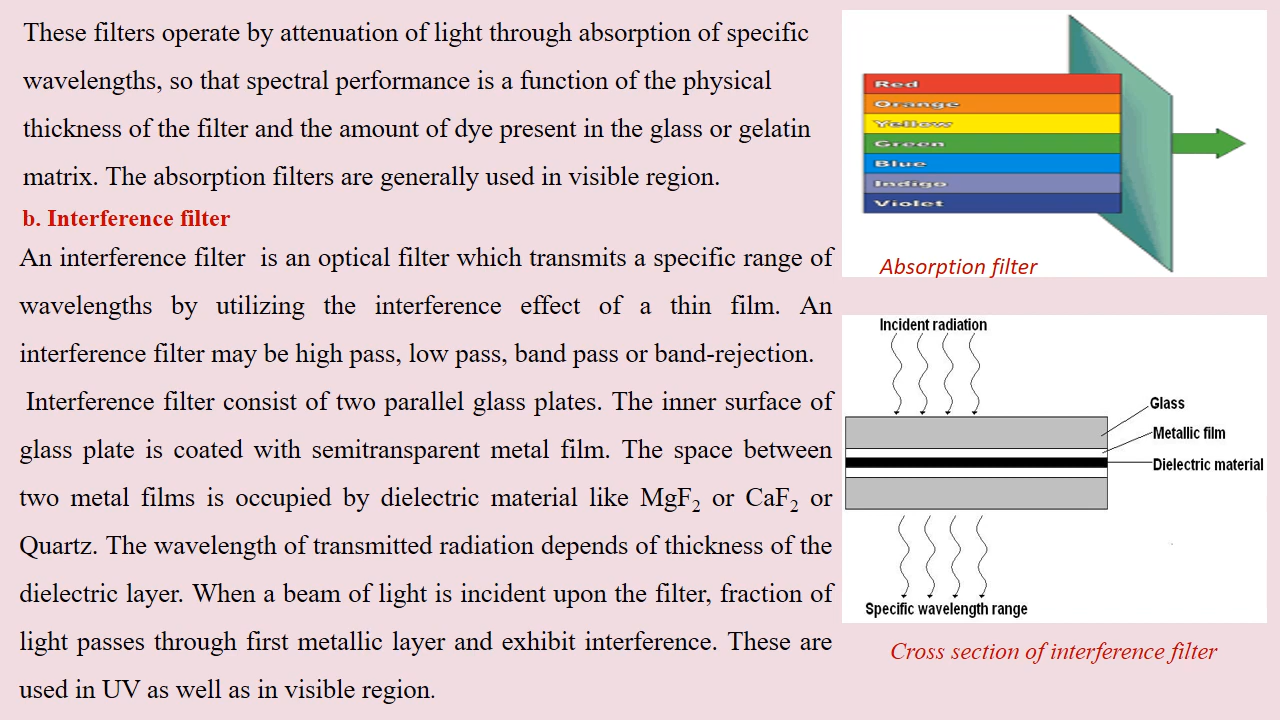 These filters operate by attenuation of light through absorption of specific
wavelengths, so that spectral performance is a function of the physical
thickness of the filter and the amount of dye present in the glass or gelatin
matrix. The absorption filters are generally used in visible region.
b. Interference filter
An interference filter  is an optical filter which transmits a specific range of
wavelengths by utilizing the interference effect of a thin film. An
interference filter may be high pass, low pass, band pass or band-rejection.
Interference filter consist of two parallel glass plates. The inner surface of
glass plate is coated with semitransparent metal film. The space between
two metal films is occupied by dielectric material like MgF₂ or CaF₂ or
Quartz. The wavelength of transmitted radiation depends of thickness of the
dielectric layer. When a beam of light is incident upon the filter, fraction of
light passes through first metallic layer and exhibit interference. These are
used in UV as well as in visible region.
Red
Orange
Yellow
Green
Blue
Indigo
Violet
Absorption filter
Incident radiation
Glass
Metallic film
Dielectric material
Specific wavelength range
Cross section of interference filter